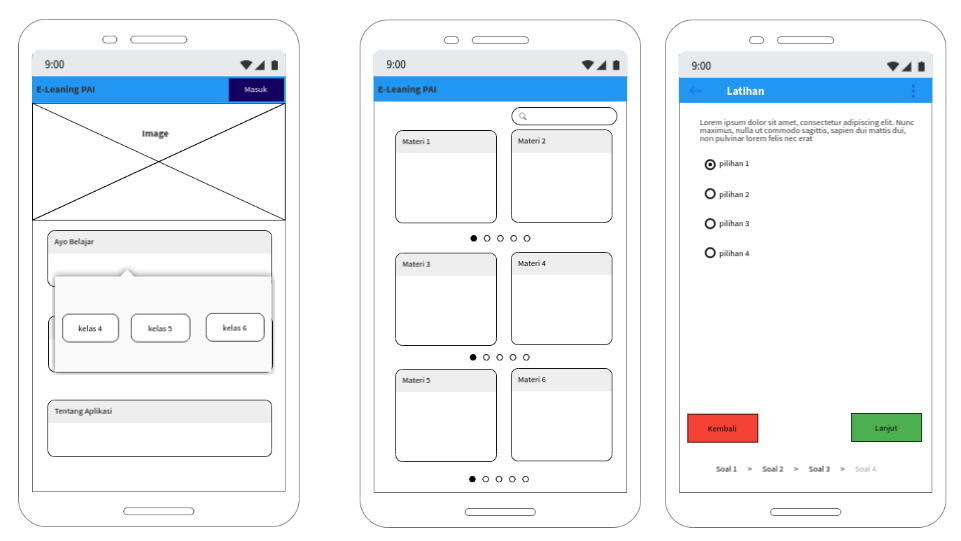 9:00
E-Leaning PAI
Masuk
Image
Ayo Belajar
kelas 4
kelas 5
kelas 6
Tentang Aplikasi
9:00
E-Leaning PAI
Materi 1
Materi 2
Materi 3
Materi 4
Materi 5
Materi 6
9:00
Latihan
Lorem ipsum dolor sit amet, consectetur adipiscing elit. Nunc
maximus, nulla ut commodo sagittis, sapien dui mattis dui,
non pulvinar lorem felis nec erat
pilihan 1
pilihan 2
pilihan 3
pilihan 4
Kembali
Lanjut
Soal 1 > Soal 2 > Soal 3 > Soal 4